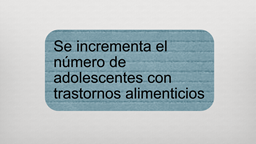 Se incrementa el
número de
adolescentes con
trastornos alimenticios